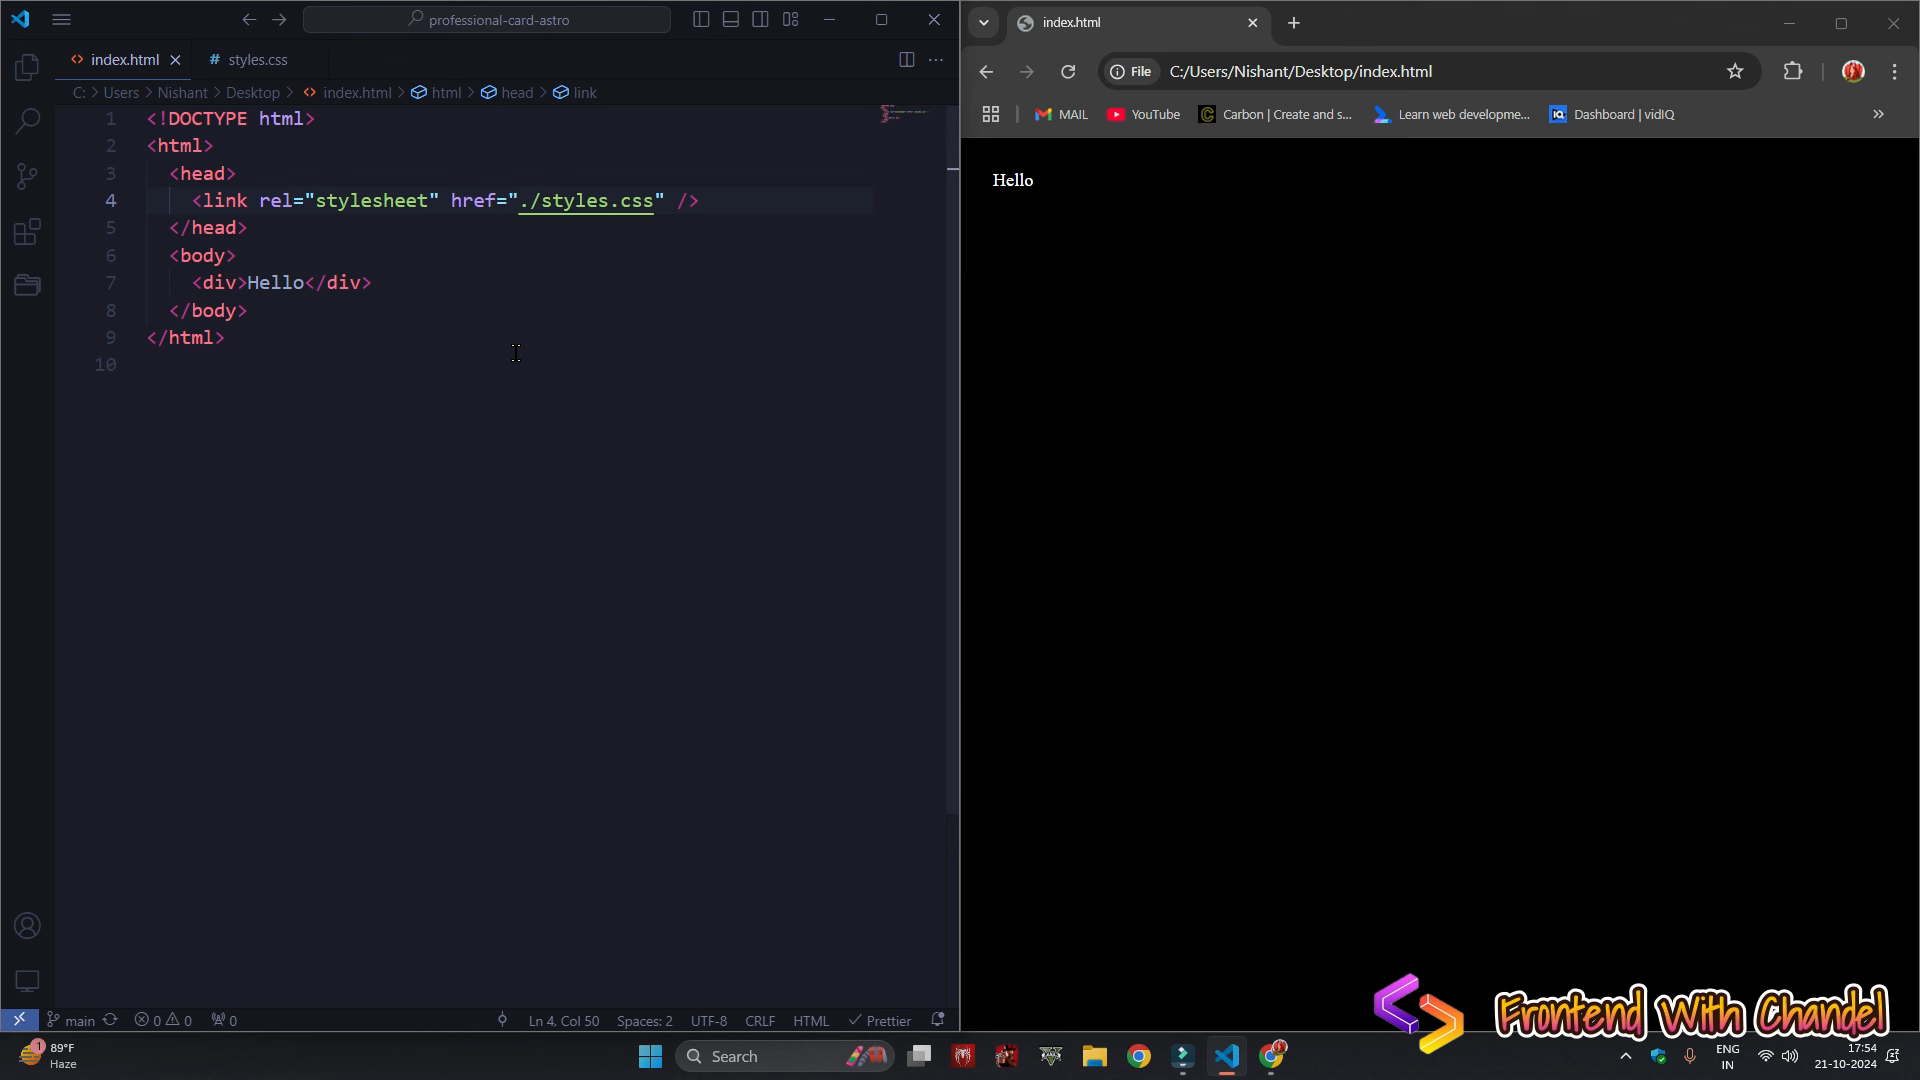 professional-card-astro
index.html
styles.css
C: > Users > Nishant > Desktop > index.html > html > head > link
1 <!DOCTYPE html>
2 <html>
3 <head>
4 <link rel="stylesheet" href="./styles.css" />
5 </head>
6 <body>
7 <div>Hello</div>
8 </body>
9 </html>
10
main 0 0 0 Ln 4, Col 50 Spaces: 2 UTF-8 CRLF HTML Prettier
index.html
File C:/Users/Nishant/Desktop/index.html
MAIL YouTube Carbon | Create and s... Learn web developme... Dashboard | vidIQ
Hello
Frontend With Chandel
1
89°F
Haze
Search
ENG
IN
17:54
21-10-2024